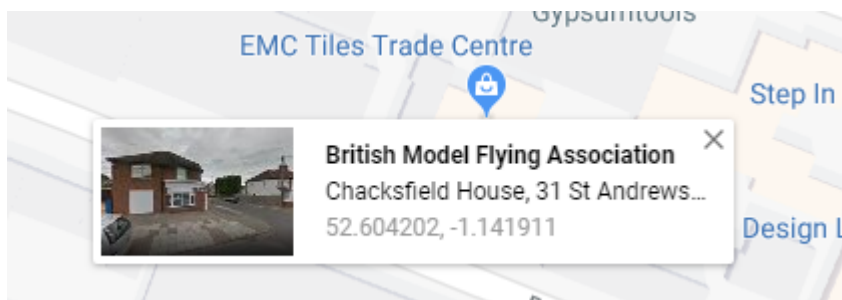 Gypsumtools
EMC Tiles Trade Centre
Step In
British Model Flying Association
Chacksfield House, 31 St Andrews...
52.604202, -1.141911
Design L